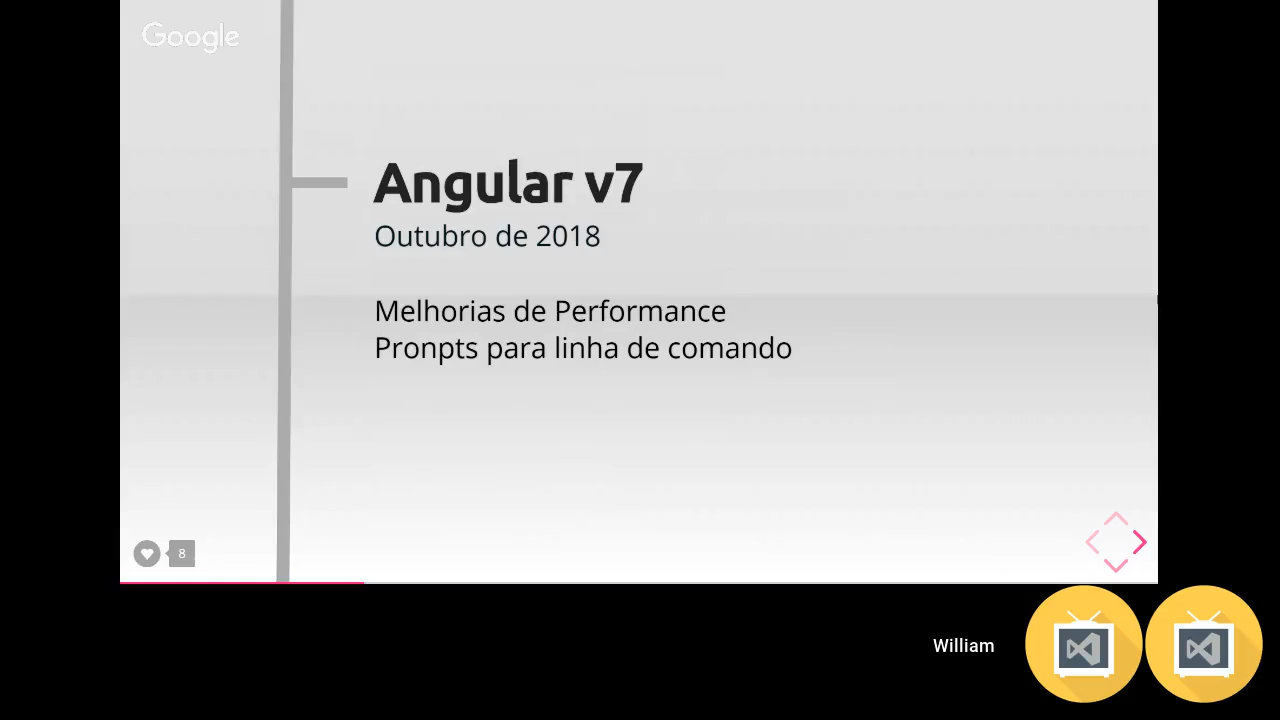 Google
Angular v7
Outubro de 2018
Melhorias de Performance
Pronpts para linha de comando
8
William